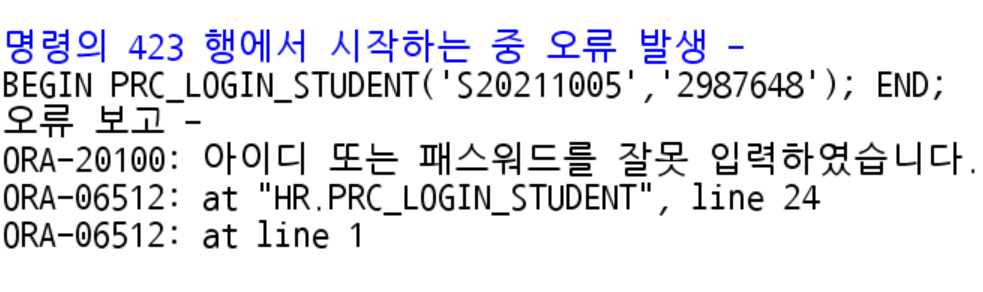 명령의 423 행에서 시작하는 중 오류 발생 -
BEGIN PRC_LOGIN_STUDENT('S20211005','2987648'); END;
오류 보고 -
ORA-20100: 아이디 또는 패스워드를 잘못 입력하였습니다.
ORA-06512: at "HR.PRC_LOGIN_STUDENT", line 24
ORA-06512: at line 1